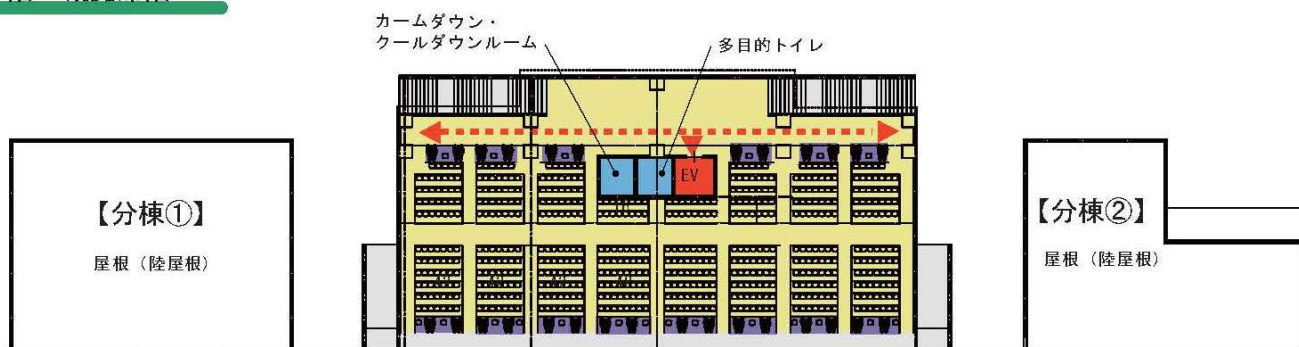 カームダウン・
クールダウンルーム
多目的トイレ
EV
【分棟①】
屋根（陸屋根）
【分棟②】
屋根（陸屋根）